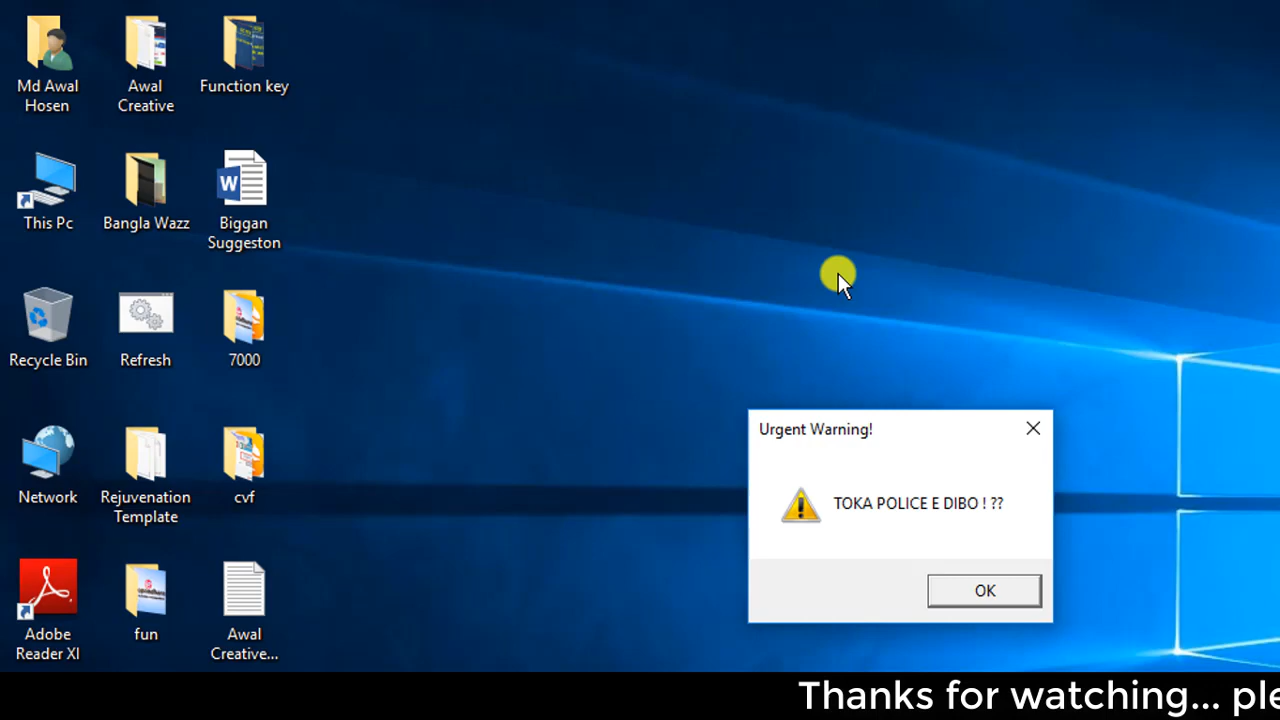 Md Awal
Hosen
Awal
Creative
Function key
This Pc
Bangla Wazz
Biggan
Suggeston
Recycle Bin
Refresh
7000
Network
Rejuvenation
Template
cvf
Adobe
Reader XI
fun
Awal
Creative...
Urgent Warning!
TOKA POLICE E DIBO ! ??
OK
Thanks for watching... ple